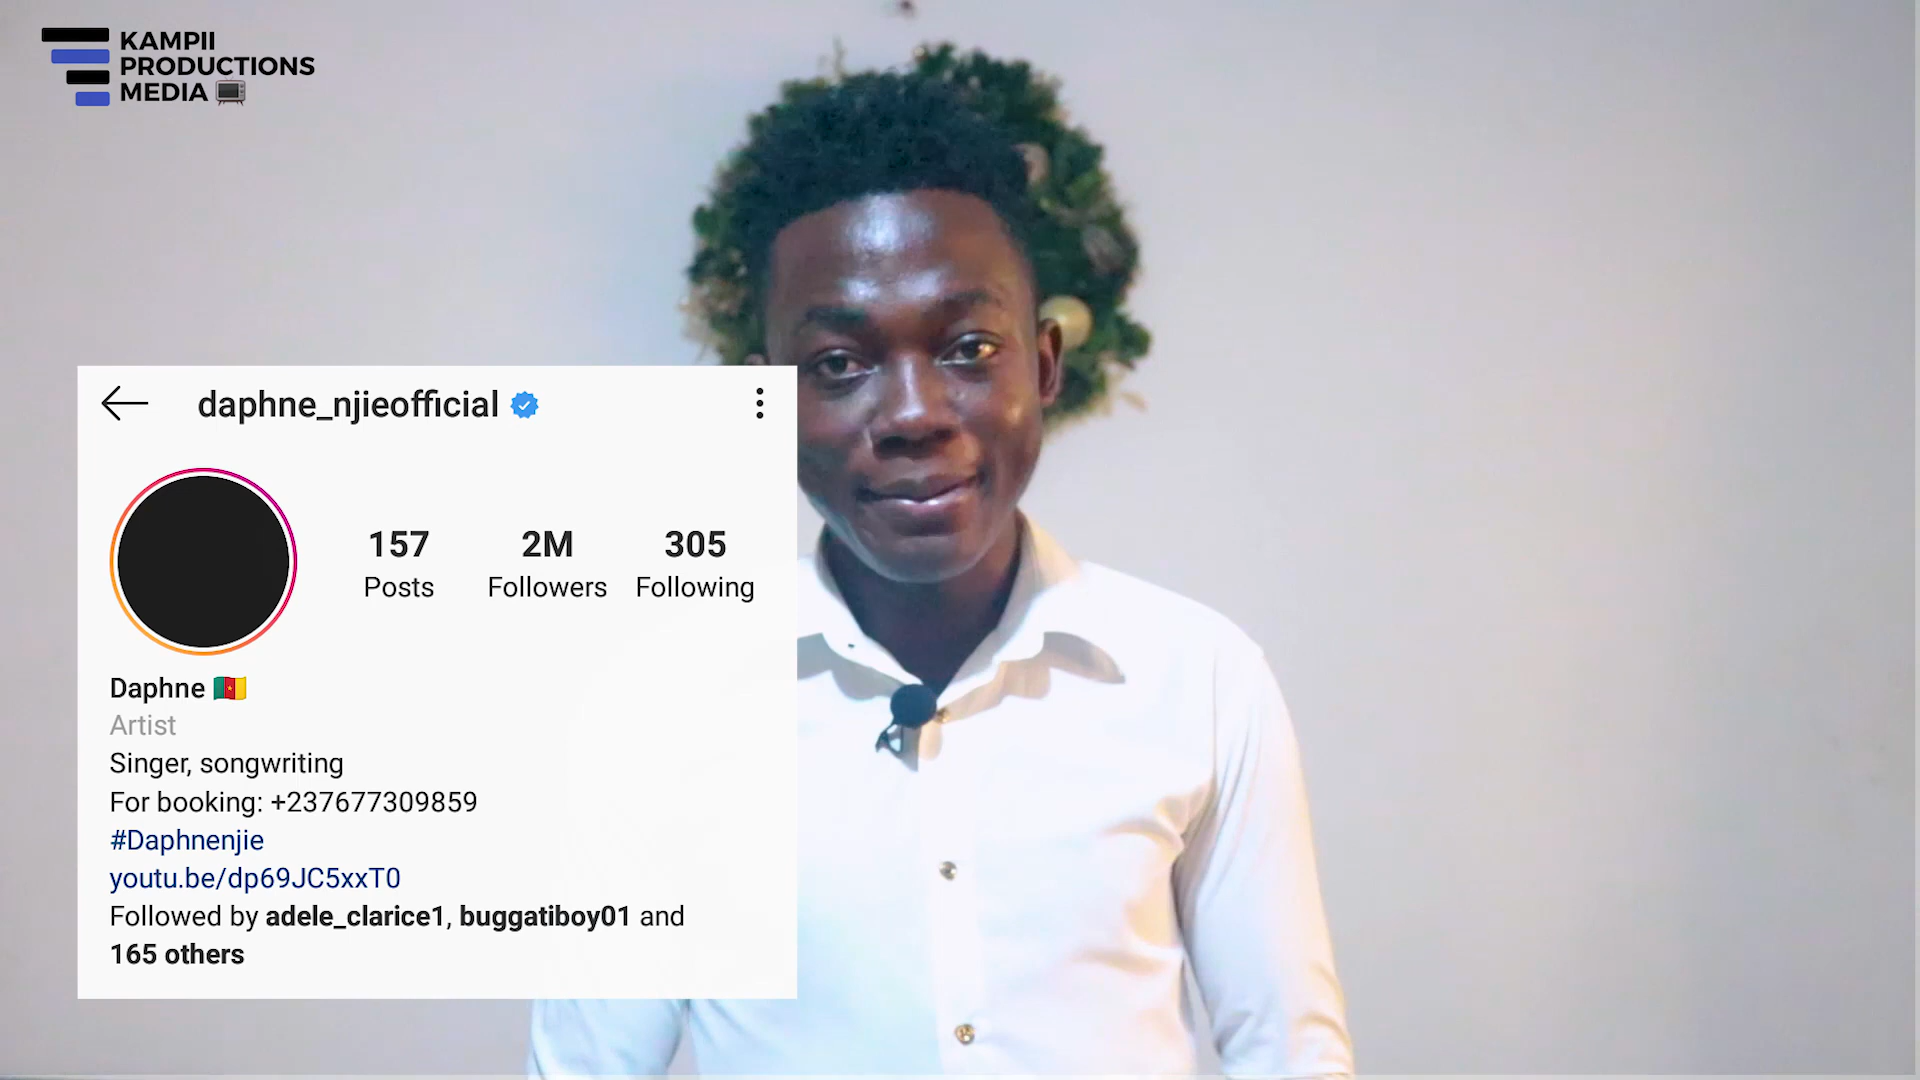 KAMPII
PRODUCTIONS
MEDIA
daphne_njieofficial
157 2M 305
Posts Followers Following
Daphne
Artist
Singer, songwriting
For booking: +237677309859
#Daphnenjie
youtu.be/dp69JC5xxT0
Followed by adele_clarice1, buggatiboy01 and
165 others